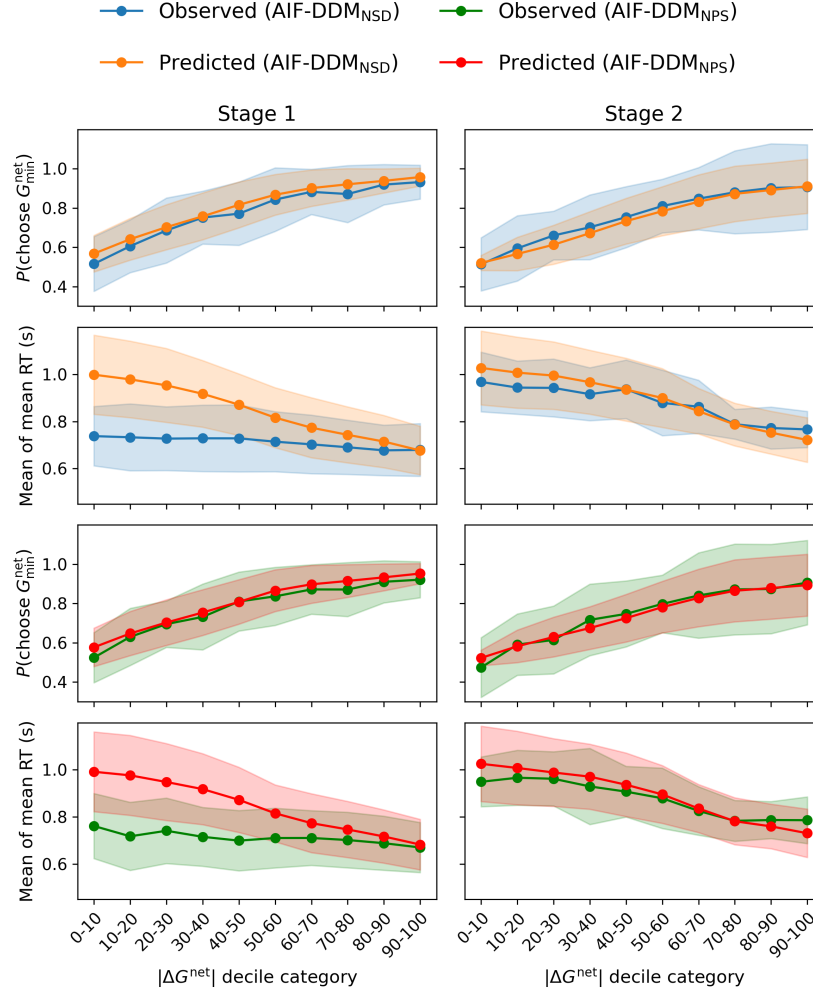 Observed (AIF-DDM_NSD) Observed (AIF-DDM_NPS)
Predicted (AIF-DDM_NSD) Predicted (AIF-DDM_NPS)
Stage 1 Stage 2
P(choose G_min^net)
1.0
0.8
0.6
0.4
Mean of mean RT (s)
1.0
0.8
0.6
P(choose G_min^net)
1.0
0.8
0.6
0.4
Mean of mean RT (s)
1.0
0.8
0.6
0-10 10-20 20-30 30-40 40-50 50-60 60-70 70-80 80-90 90-100 0-10 10-20 20-30 30-40 40-50 50-60 60-70 70-80 80-90 90-100
|ΔG^net| decile category |ΔG^net| decile category